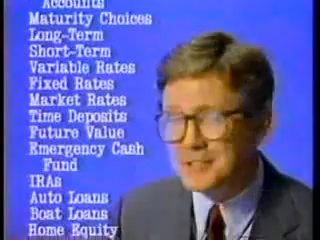 Accounts
Maturity Choices
Long-Term
Short-Term
Variable Rates
Fixed Rates
Market Rates
Time Deposits
Future Value
Emergency Cash
Fund
IRAs
Auto Loans
Boat Loans
Home Equity